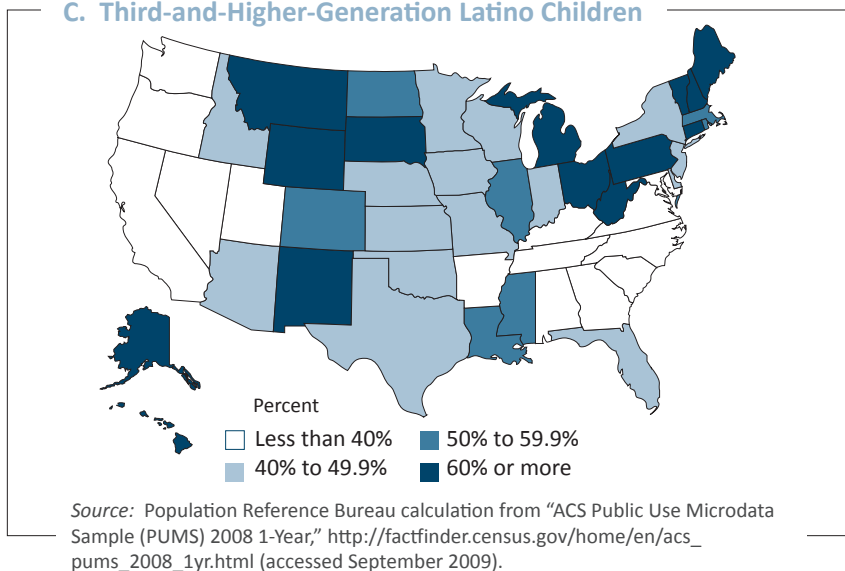 C. Third-and-Higher-Generation Latino Children
Percent
Less than 40%
50% to 59.9%
40% to 49.9%
60% or more
Source: Population Reference Bureau calculation from “ACS Public Use Microdata
Sample (PUMS) 2008 1-Year,” http://factfinder.census.gov/home/en/acs_
pums_2008_1yr.html (accessed September 2009).